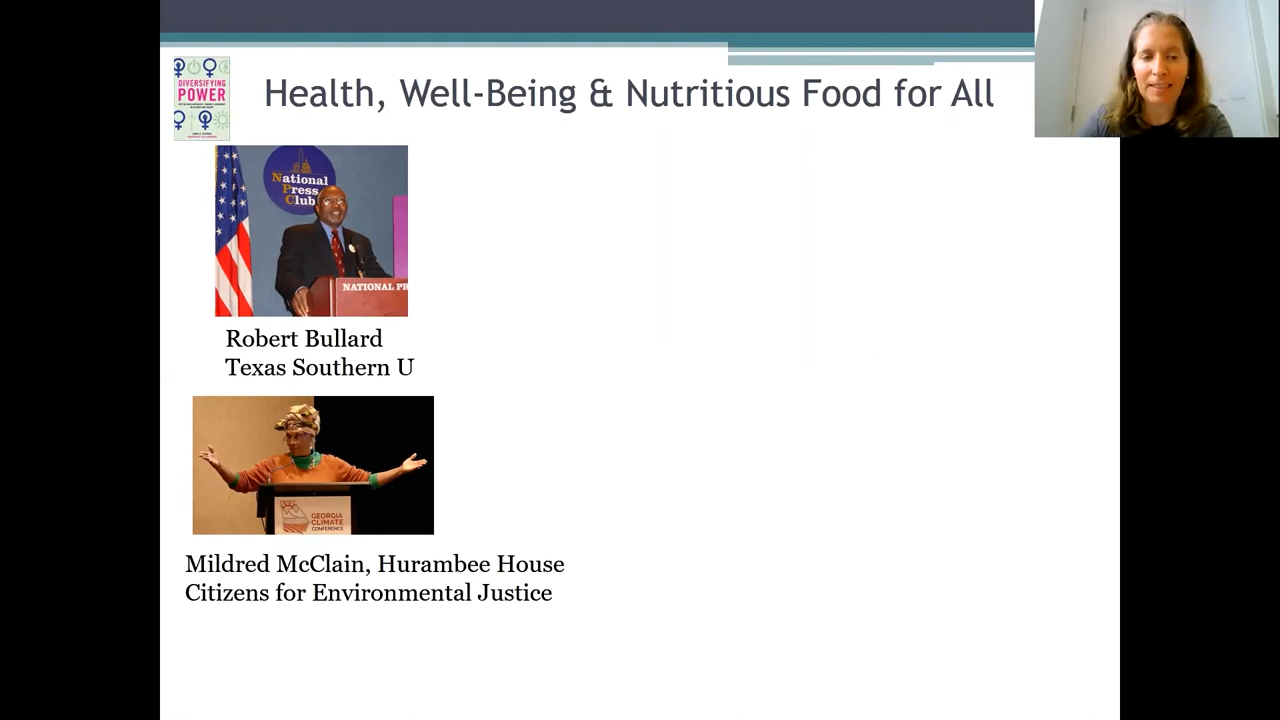 DIVERSIFYING
POWER
Health, Well-Being & Nutritious Food for All
National
Press
Club
NATIONAL PR
Robert Bullard
Texas Southern U
GEORGIA
CLIMATE
CONFERENCE
Mildred McClain, Hurambee House
Citizens for Environmental Justice